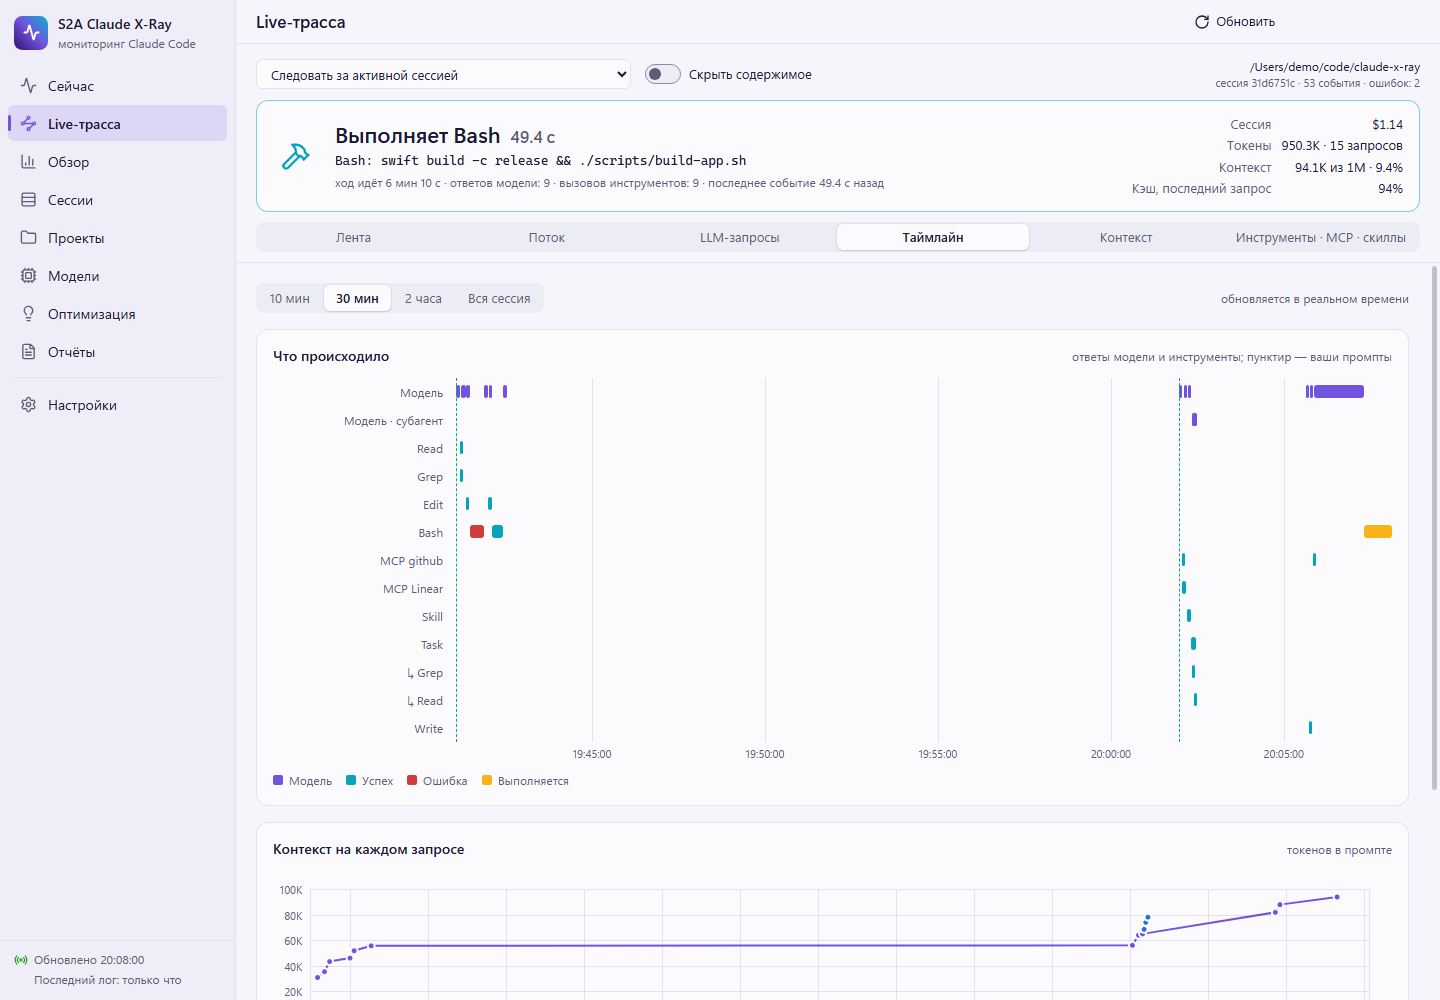 S2A Claude X-Ray
мониторинг Claude Code
Сейчас
Live-трасса
Обзор
Сессии
Проекты
Модели
Оптимизация
Отчёты
Настройки
Обновлено 20:08:00
Последний лог: только что
Live-трасса
Обновить
Следовать за активной сессией
Скрыть содержимое
/Users/demo/code/claude-x-ray
сессия 31d6751c · 53 события · ошибок: 2
Выполняет Bash 49.4 с
Bash: swift build -c release && ./scripts/build-app.sh
ход идёт 6 мин 10 с · ответов модели: 9 · вызовов инструментов: 9 · последнее событие 49.4 с назад
Сессия $1.14
Токены 950.3K · 15 запросов
Контекст 94.1K из 1M · 9.4%
Кэш, последний запрос 94%
Лента Поток LLM-запросы Таймлайн Контекст Инструменты · MCP · скиллы
10 мин 30 мин 2 часа Вся сессия
обновляется в реальном времени
Что происходило
ответы модели и инструменты; пунктир — ваши промпты
Модель
Модель · субагент
Read
Grep
Edit
Bash
MCP github
MCP Linear
Skill
Task
↳ Grep
↳ Read
Write
19:45:00 19:50:00 19:55:00 20:00:00 20:05:00
Модель Успех Ошибка Выполняется
Контекст на каждом запросе
токенов в промпте
100K
80K
60K
40K
20K